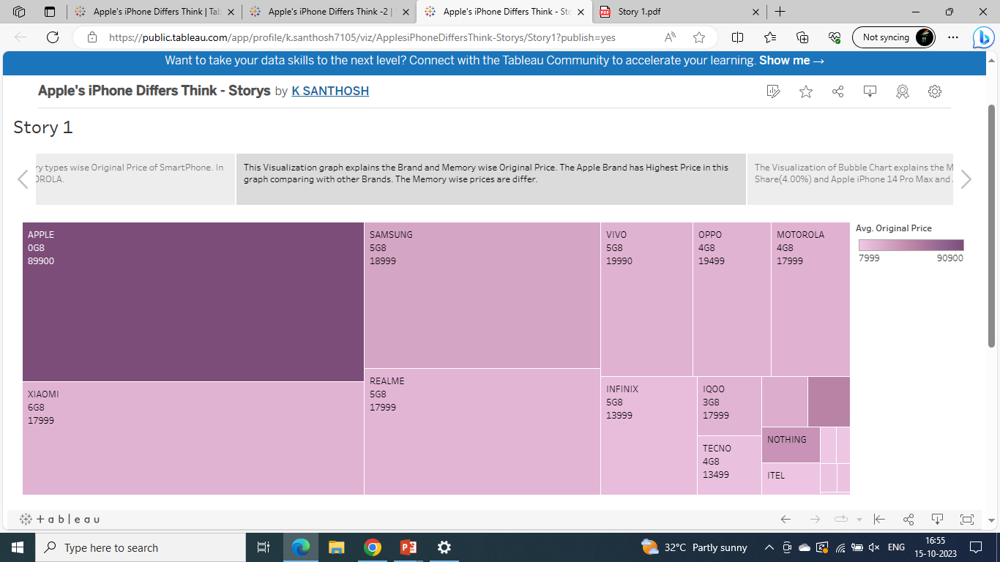 Apple's iPhone Differs Think | Tab
Apple's iPhone Differs Think -2 |
Apple's iPhone Differs Think - Sto
Story 1.pdf
https://public.tableau.com/app/profile/k.santhosh7105/viz/ApplesiPhoneDiffersThink-Storys/Story1?publish=yes
Not syncing
Want to take your data skills to the next level? Connect with the Tableau Community to accelerate your learning. Show me →
Apple's iPhone Differs Think - Storys by K SANTHOSH
Story 1
ry types wise Original Price of SmartPhone. In
OROLA.
This Visualization graph explains the Brand and Memory wise Original Price. The Apple Brand has Highest Price in this
graph comparing with other Brands. The Memory wise prices are differ.
The Visualization of Bubble Chart explains the M
Share(4.00%) and Apple iPhone 14 Pro Max and
APPLE
0G8
89900
SAMSUNG
5G8
18999
VIVO
5G8
19990
OPPO
4G8
19499
MOTOROLA
4G8
17999
Avg. Original Price
7999 90900
XIAOMI
6G8
17999
REALME
5G8
17999
INFINIX
5G8
13999
IQOO
3G8
17999
TECNO
4G8
13499
NOTHING
ITEL
+ a b | e a u
Type here to search
32°C Partly sunny
ENG
16:55
15-10-2023